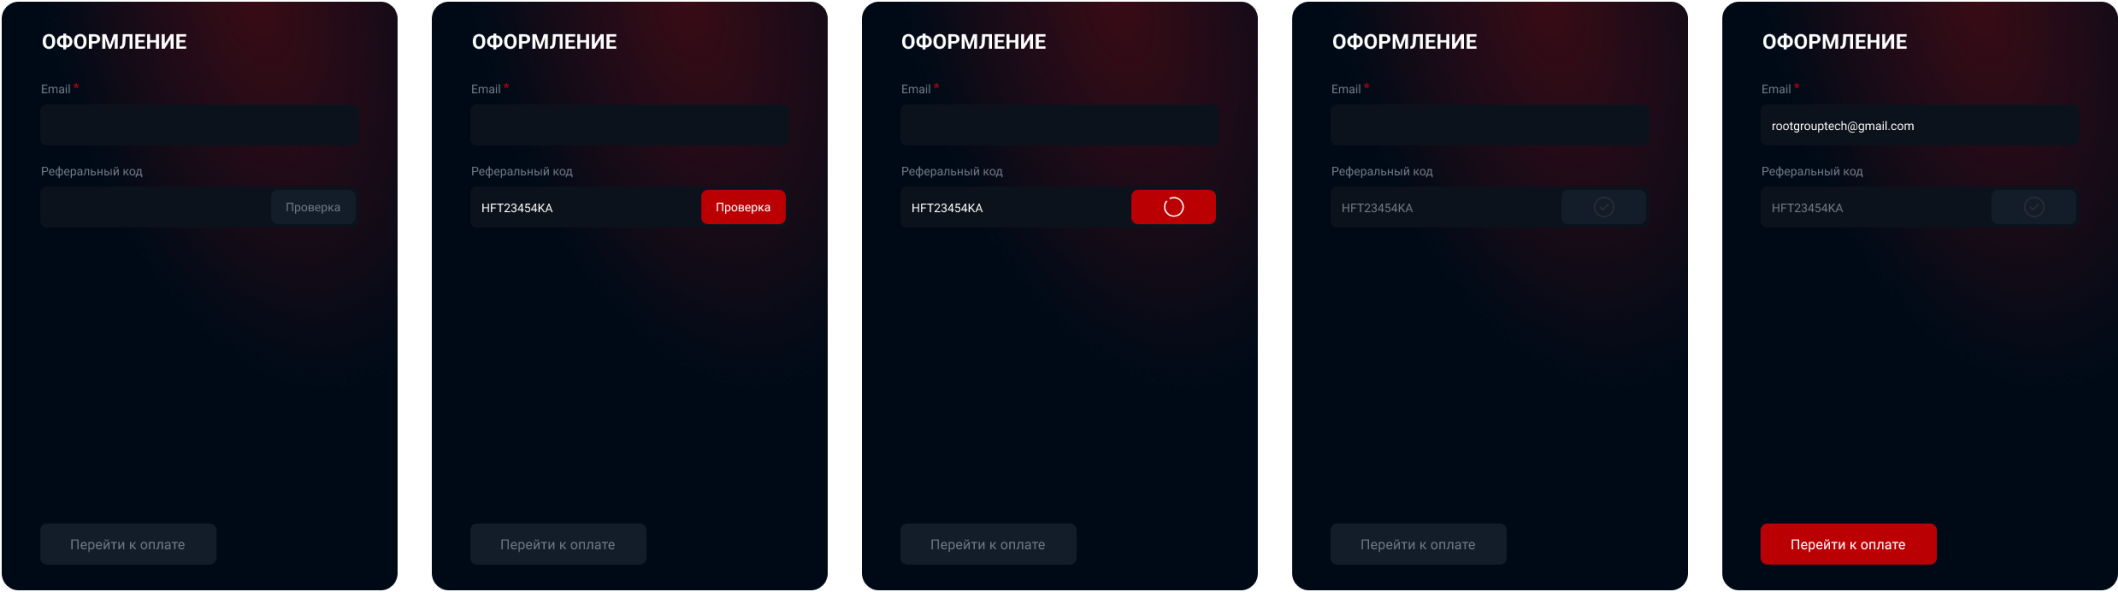 ОФОРМЛЕНИЕ
Email *
Реферальный код
Проверка
Перейти к оплате
ОФОРМЛЕНИЕ
Email *
Реферальный код
HFT23454KA
Проверка
Перейти к оплате
ОФОРМЛЕНИЕ
Email *
Реферальный код
HFT23454KA
Перейти к оплате
ОФОРМЛЕНИЕ
Email *
Реферальный код
HFT23454KA
Перейти к оплате
ОФОРМЛЕНИЕ
Email *
rootgrouptech@gmail.com
Реферальный код
HFT23454KA
Перейти к оплате